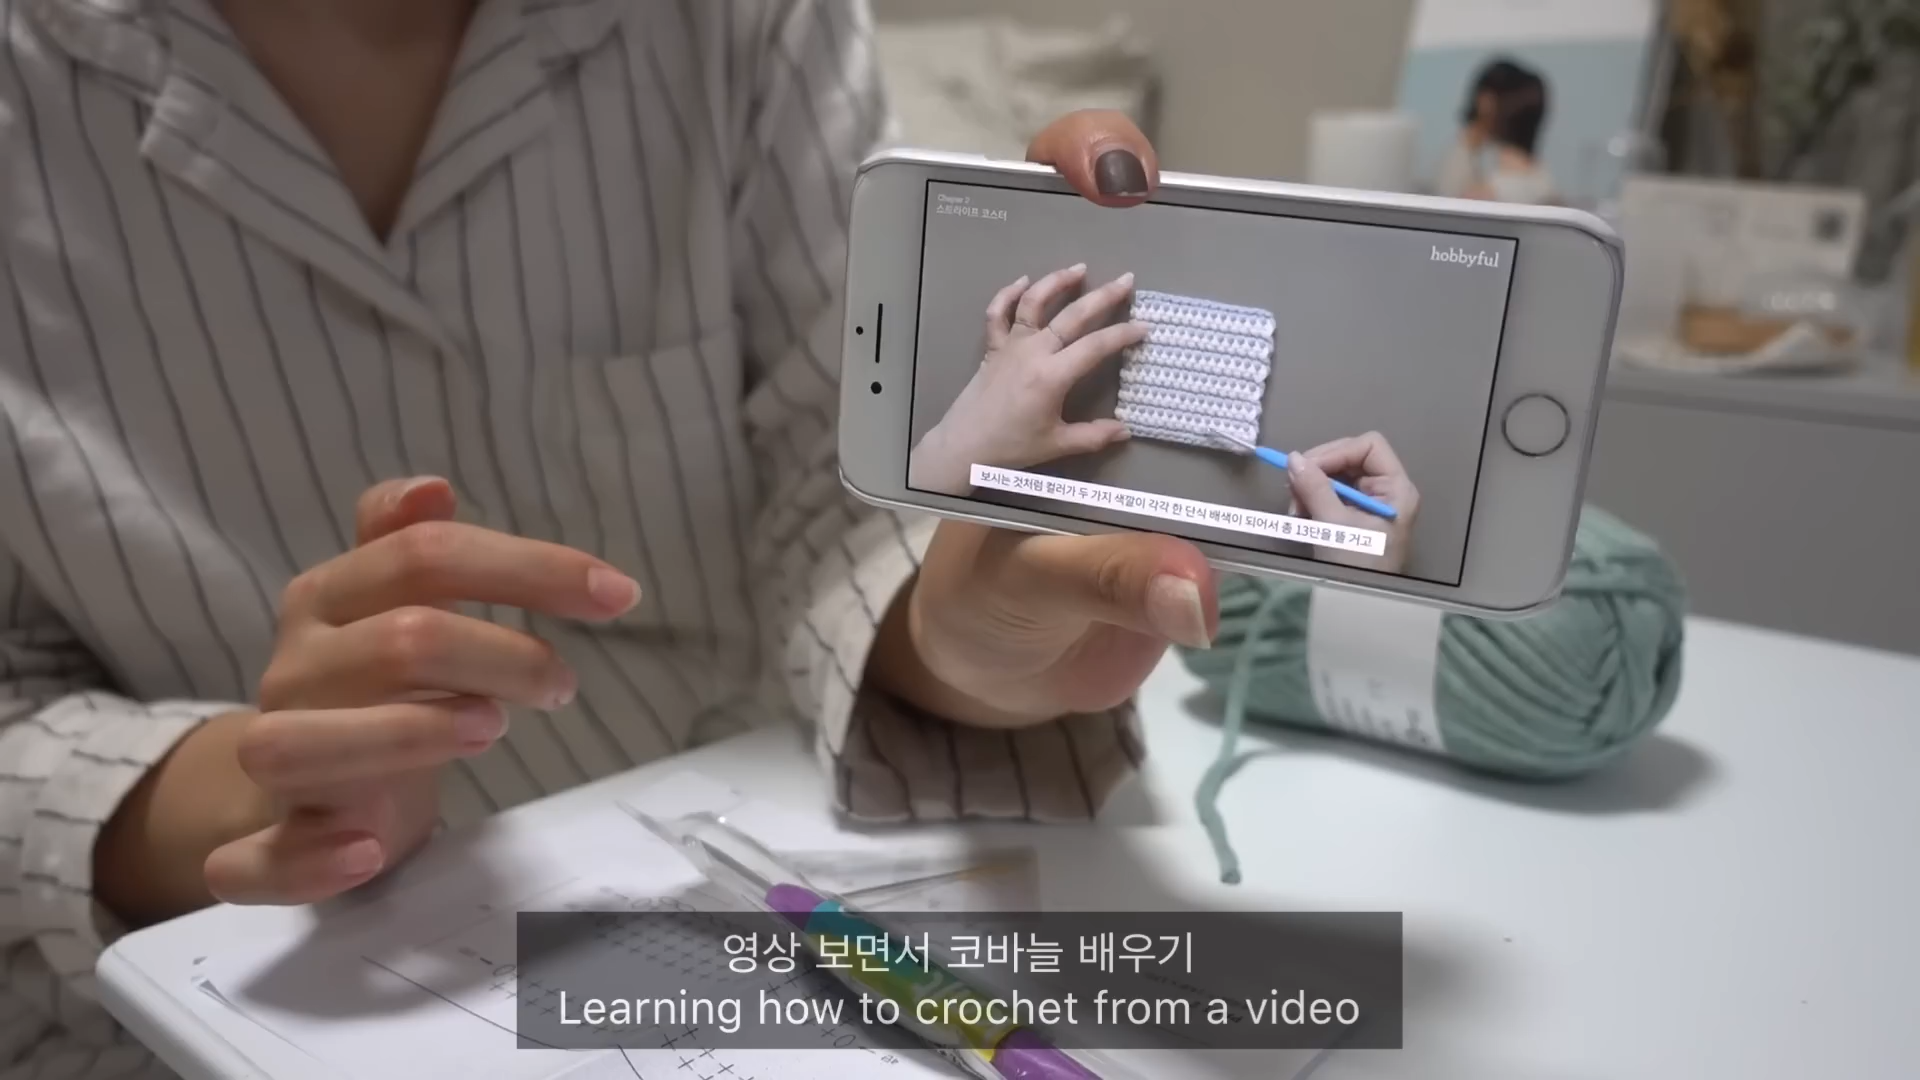 Chapter 2
스트라이프 코스터
hobbyful
보시는 것처럼 컬러가 두 가지 색깔이 각각 한 단식 배색이 되어서 총 13단을 뜰 거고
영상 보면서 코바늘 배우기
Learning how to crochet from a video